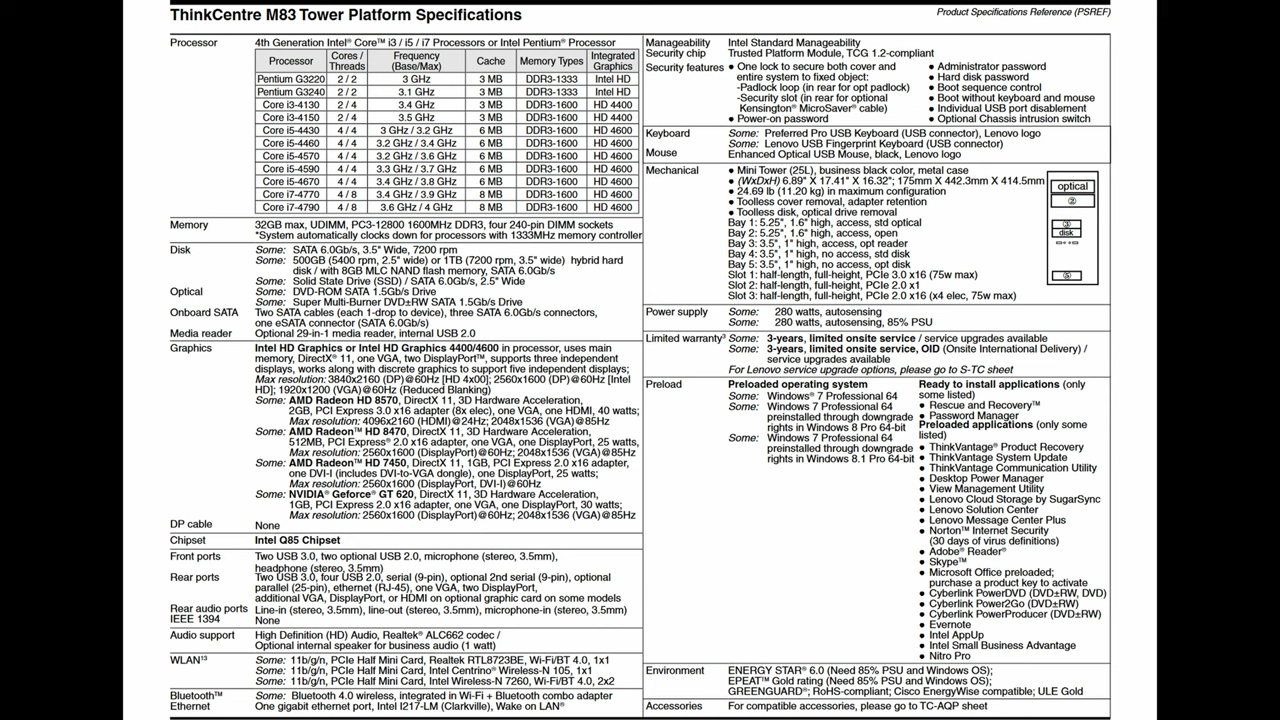 ThinkCentre M83 Tower Platform Specifications
Product Specifications Reference (PSREF)
Processor
4th Generation Intel® Core™ i3 / i5 / i7 Processors or Intel Pentium® Processor
Processor Cores / Threads Frequency (Base/Max) Cache Memory Types Integrated Graphics
Pentium G3220 2 / 2 3 GHz 3 MB DDR3-1333 Intel HD
Pentium G3240 2 / 2 3.1 GHz 3 MB DDR3-1333 Intel HD
Core i3-4130 2 / 2 3.4 GHz 3 MB DDR3-1600 HD 4400
Core i3-4150 2 / 2 3.5 GHz 3 MB DDR3-1600 HD 4400
Core i5-4430 4 / 4 3 GHz / 3.2 GHz 6 MB DDR3-1600 HD 4600
Core i5-4460 4 / 4 3.2 GHz / 3.4 GHz 6 MB DDR3-1600 HD 4600
Core i5-4570 4 / 4 3.2 GHz / 3.6 GHz 6 MB DDR3-1600 HD 4600
Core i5-4590 4 / 4 3.3 GHz / 3.7 GHz 6 MB DDR3-1600 HD 4600
Core i5-4670 4 / 4 3.4 GHz / 3.8 GHz 6 MB DDR3-1600 HD 4600
Core i7-4770 4 / 8 3.4 GHz / 3.9 GHz 8 MB DDR3-1600 HD 4600
Core i7-4790 4 / 8 3.6 GHz / 4 GHz 8 MB DDR3-1600 HD 4600
Memory
32GB max, UDIMM, PC3-12800 1600MHz DDR3, four 240-pin DIMM sockets
*System automatically clocks down for processors with 1333MHz memory controller
Disk
Some: SATA 6.0Gb/s, 3.5" Wide, 7200 rpm
Some: 500GB (5400 rpm, 2.5" wide) or 1TB (7200 rpm, 3.5" wide) hybrid hard
disk / with 8GB MLC NAND flash memory, SATA 6.0Gb/s
Some: Solid State Drive (SSD) / SATA 6.0Gb/s, 2.5" Wide
Optical
Some: DVD-ROM SATA 1.5Gb/s Drive
Some: Super Multi-Burner DVD±RW SATA 1.5Gb/s Drive
Onboard SATA
Two SATA cables (each 1-drop to device), three SATA 6.0Gb/s connectors,
one eSATA connector (SATA 6.0Gb/s)
Media reader
Optional 29-in-1 media reader, internal USB 2.0
Graphics
Intel HD Graphics or Intel HD Graphics 4400/4600 in processor, uses main
memory, DirectX® 11, one VGA, two DisplayPort™, supports three independent
displays, works along with discrete graphics to support five independent displays;
Max resolution: 3840x2160 (DP)@60Hz [HD 4x00]; 2560x1600 (DP)@60Hz [Intel
HD]; 1920x1200 (VGA)@60Hz (Reduced Blanking)
Some: AMD Radeon HD 8570, DirectX 11, 3D Hardware Acceleration,
2GB, PCI Express 3.0 x16 adapter (8x elec), one VGA, one HDMI, 40 watts;
Max resolution: 4096x2160 (HDMI)@24Hz; 2048x1536 (VGA)@85Hz
Some: AMD Radeon™ HD 8470, DirectX 11, 3D Hardware Acceleration,
512MB, PCI Express® 2.0 x16 adapter, one VGA, one DisplayPort, 25 watts,
Max resolution: 2560x1600 (DisplayPort)@60Hz; 2048x1536 (VGA)@85Hz
Some: AMD Radeon™ HD 7450, DirectX 11, 1GB, PCI Express 2.0 x16 adapter,
one DVI-I (includes DVI-to-VGA dongle), one DisplayPort, 25 watts;
Max resolution: 2560x1600 (DisplayPort, DVI-I)@60Hz
Some: NVIDIA® Geforce® GT 620, DirectX 11, 3D Hardware Acceleration,
1GB, PCI Express 2.0 x16 adapter, one VGA, one DisplayPort, 30 watts;
Max resolution: 2560x1600 (DisplayPort)@60Hz; 2048x1536 (VGA)@85Hz
DP cable
None
Chipset
Intel Q85 Chipset
Front ports
Two USB 3.0, two optional USB 2.0, microphone (stereo, 3.5mm),
headphone (stereo, 3.5mm)
Rear ports
Two USB 3.0, four USB 2.0, serial (9-pin), optional 2nd serial (9-pin), optional
parallel (25-pin), ethernet (RJ-45), one VGA, two DisplayPort,
additional VGA, DisplayPort, or HDMI on optional graphic card on some models
Rear audio ports
Line-in (stereo, 3.5mm), line-out (stereo, 3.5mm), microphone-in (stereo, 3.5mm)
IEEE 1394
None
Audio support
High Definition (HD) Audio, Realtek® ALC662 codec /
Optional internal speaker for business audio (1 watt)
WLAN¹³
Some: 11b/g/n, PCIe Half Mini Card, Realtek RTL8723BE, Wi-Fi/BT 4.0, 1x1
Some: 11b/g/n, PCIe Half Mini Card, Intel Centrino® Wireless-N 105, 1x1
Some: 11b/g/n, PCIe Half Mini Card, Intel Wireless-N 7260, Wi-Fi/BT 4.0, 2x2
Bluetooth™
Some: Bluetooth 4.0 wireless, integrated in Wi-Fi + Bluetooth combo adapter
Ethernet
One gigabit ethernet port, Intel I217-LM (Clarkville), Wake on LAN®
Manageability
Intel Standard Manageability
Security chip
Trusted Platform Module, TCG 1.2-compliant
Security features
● One lock to secure both cover and
entire system to fixed object:
-Padlock loop (in rear for opt padlock)
-Security slot (in rear for optional
Kensington® MicroSaver® cable)
● Power-on password
● Administrator password
● Hard disk password
● Boot sequence control
● Boot without keyboard and mouse
● Individual USB port disablement
● Optional Chassis intrusion switch
Keyboard
Some: Preferred Pro USB Keyboard (USB connector), Lenovo logo
Some: Lenovo USB Fingerprint Keyboard (USB connector)
Mouse
Enhanced Optical USB Mouse, black, Lenovo logo
Mechanical
● Mini Tower (25L), business black color, metal case
● (WxDxH) 6.89" X 17.41" X 16.32"; 175mm X 442.3mm X 414.5mm
● 24.69 lb (11.20 kg) in maximum configuration
● Toolless cover removal, adapter retention
● Toolless disk, optical drive removal
Bay 1: 5.25", 1.6" high, access, std optical
Bay 2: 5.25", 1.6" high, access, open
Bay 3: 3.5", 1" high, access, opt reader
Bay 4: 3.5", 1" high, no access, std disk
Bay 5: 3.5", 1" high, no access, opt disk
Slot 1: half-length, full-height, PCIe 3.0 x16 (75w max)
Slot 2: half-length, full-height, PCIe 2.0 x1
Slot 3: half-length, full-height, PCIe 2.0 x16 (x4 elec, 75w max)
optical
②
③
disk
⑤
Power supply
Some: 280 watts, autosensing
Some: 280 watts, autosensing, 85% PSU
Limited warranty³
Some: 3-years, limited onsite service / service upgrades available
Some: 3-years, limited onsite service, OID (Onsite International Delivery) /
service upgrades available
For Lenovo service upgrade options, please go to S-TC sheet
Preload
Preloaded operating system
Some: Windows® 7 Professional 64
Some: Windows 7 Professional 64
preinstalled through downgrade
rights in Windows 8 Pro 64-bit
Some: Windows 7 Professional 64
preinstalled through downgrade
rights in Windows 8.1 Pro 64-bit
Ready to install applications (only
some listed)
● Rescue and Recovery™
● Password Manager
Preloaded applications (only some
listed)
● ThinkVantage® Product Recovery
● ThinkVantage System Update
● ThinkVantage Communication Utility
● Desktop Power Manager
● View Management Utility
● Lenovo Cloud Storage by SugarSync
● Lenovo Solution Center
● Lenovo Message Center Plus
● Norton™ Internet Security
(30 days of virus definitions)
● Adobe® Reader®
● Skype™
● Microsoft Office preloaded;
purchase a product key to activate
● Cyberlink PowerDVD (DVD±RW, DVD)
● Cyberlink Power2Go (DVD±RW)
● Cyberlink PowerProducer (DVD±RW)
● Evernote
● Intel AppUp
● Intel Small Business Advantage
● Nitro Pro
Environment
ENERGY STAR® 6.0 (Need 85% PSU and Windows OS);
EPEAT™ Gold rating (Need 85% PSU and Windows OS);
GREENGUARD®; RoHS-compliant; Cisco EnergyWise compatible; ULE Gold
Accessories
For compatible accessories, please go to TC-AQP sheet